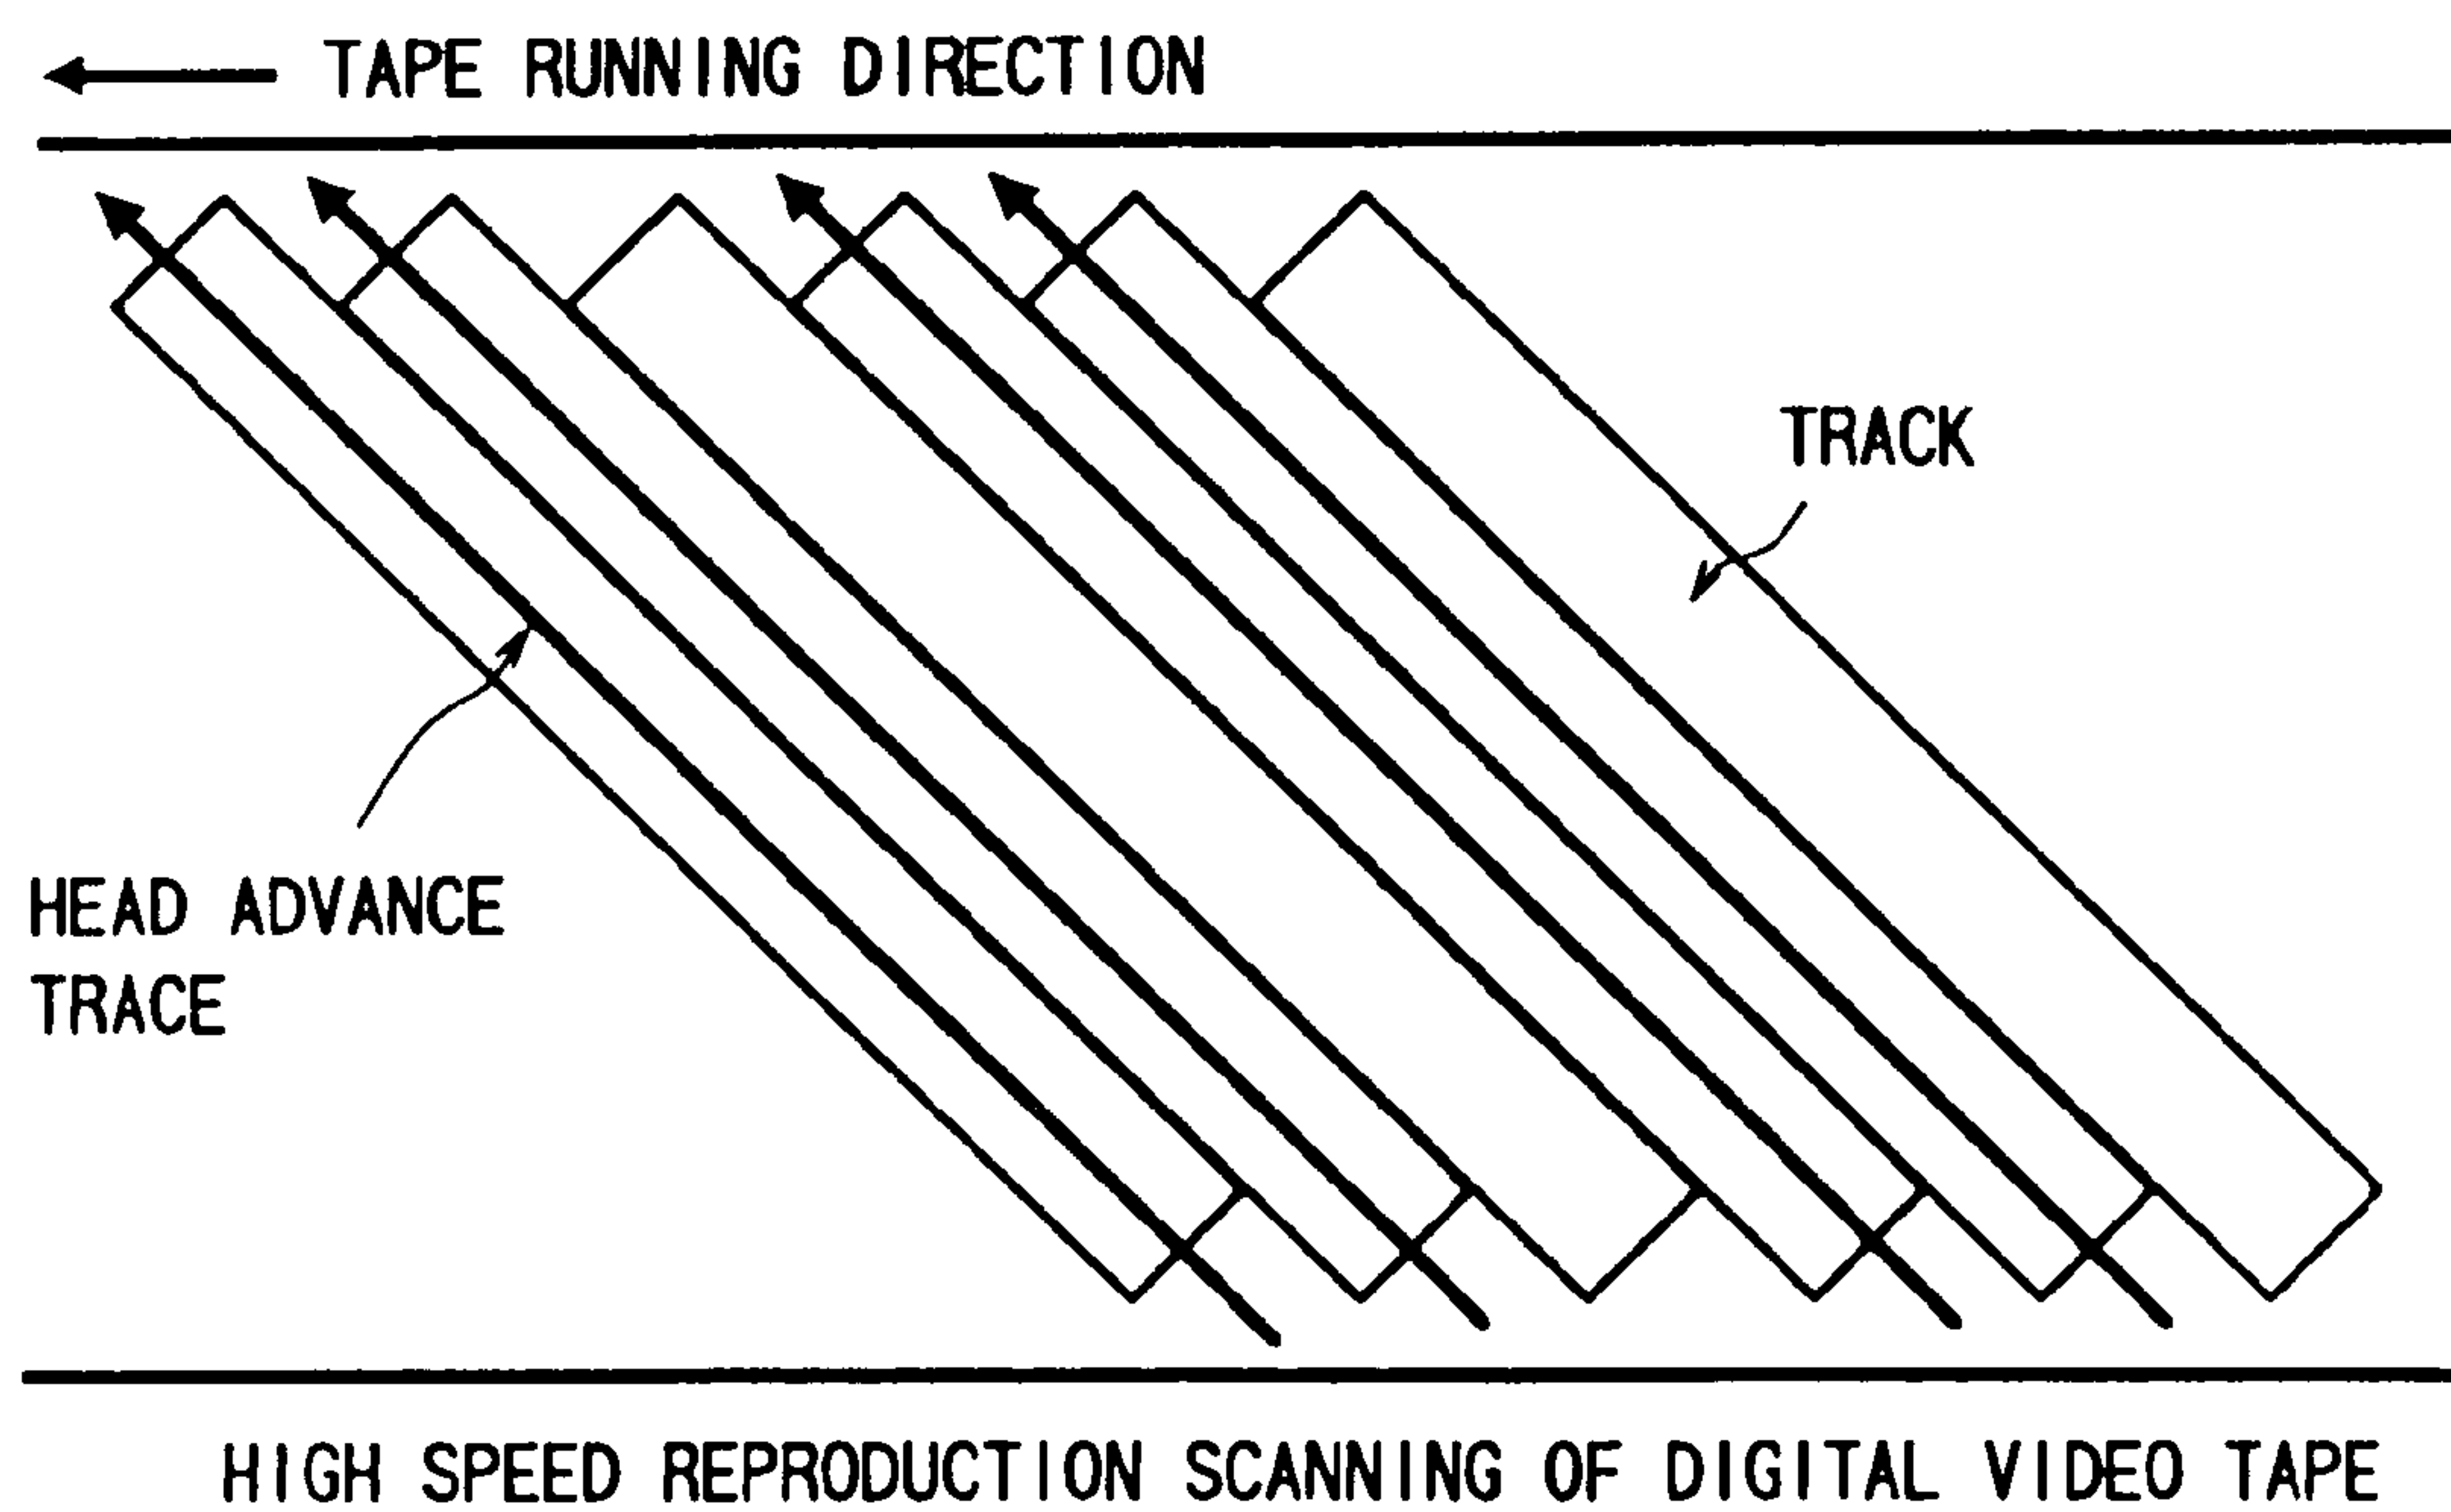 TAPE RUNNING DIRECTION
TRACK
HEAD ADVANCE
TRACE
HIGH SPEED REPRODUCTION SCANNING OF DIGITAL VIDEO TAPE